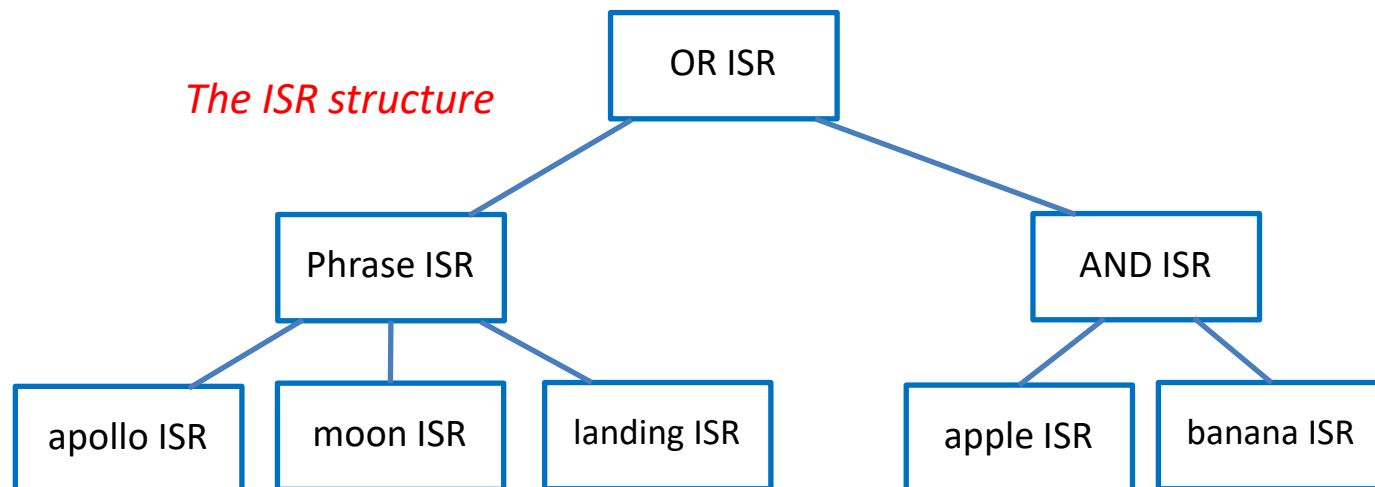 OR ISR
The ISR structure
Phrase ISR
AND ISR
apollo ISR
moon ISR
landing ISR
apple ISR
banana ISR